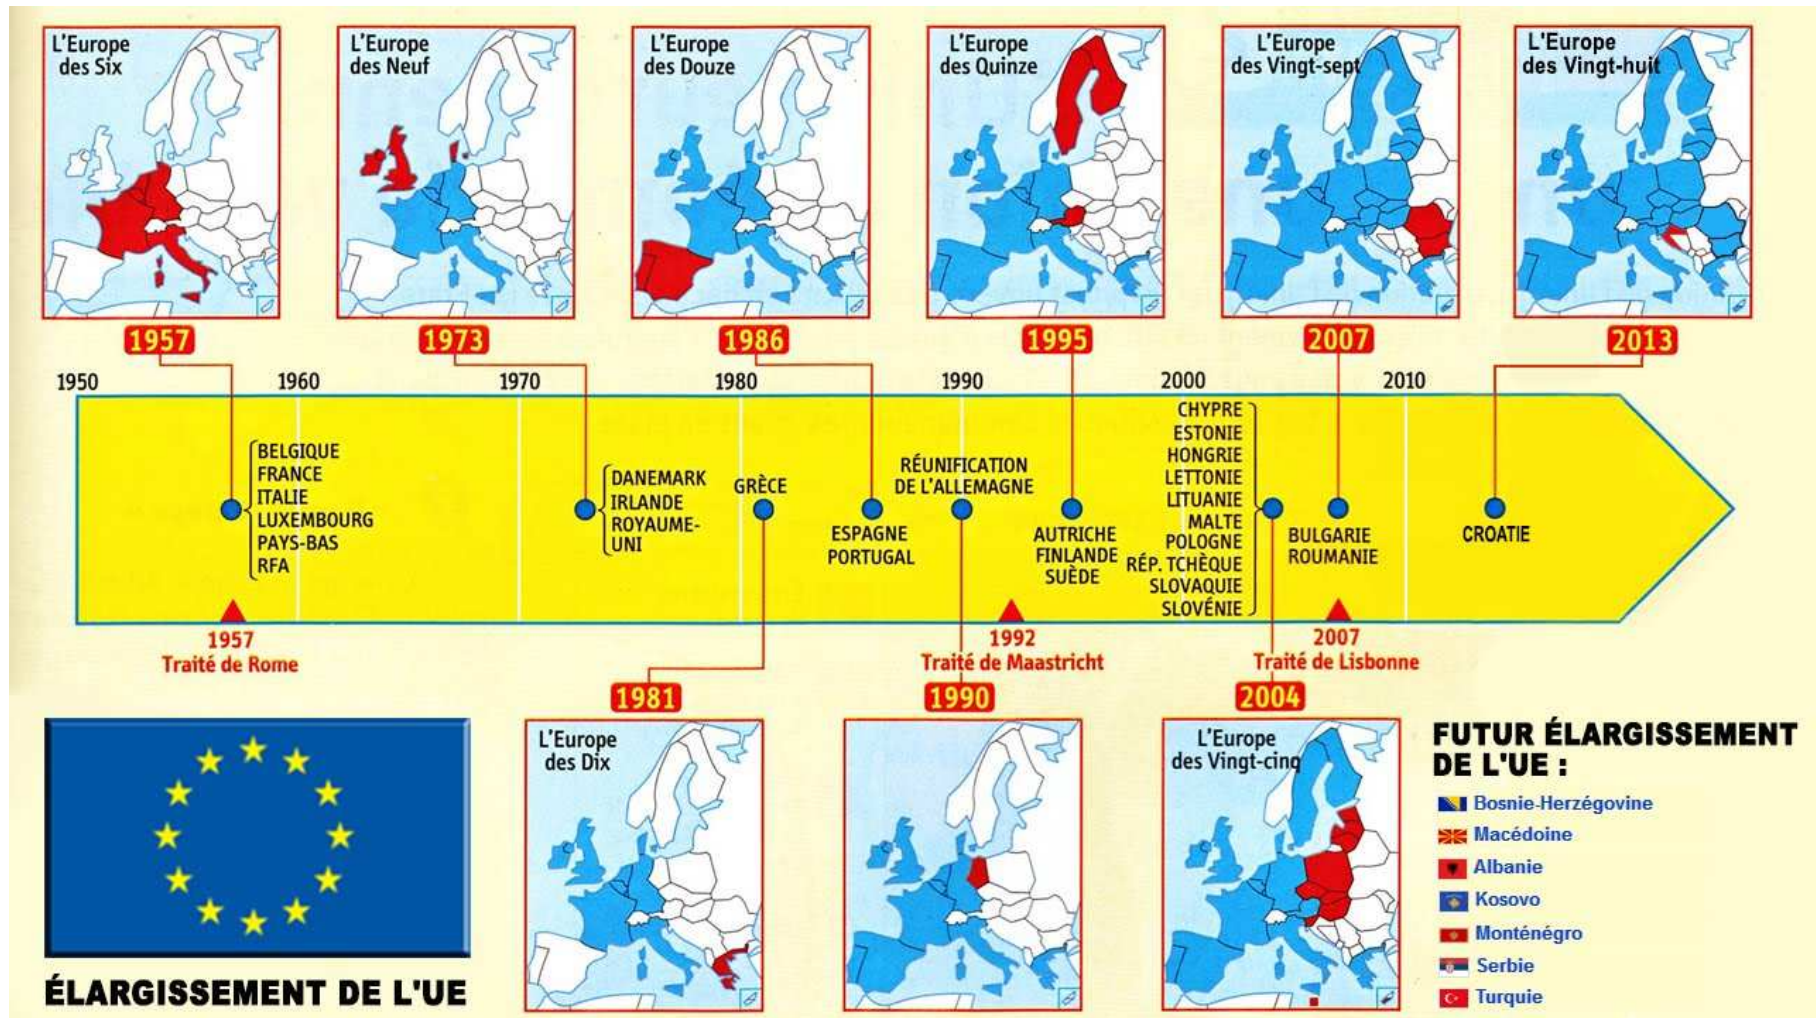 L'Europe
des Six
L'Europe
des Neuf
L'Europe
des Douze
L'Europe
des Quinze
L'Europe
des Vingt-sept
L'Europe
des Vingt-huit
1957
1973
1986
1995
2007
2013
1950
1960
1970
1980
1990
2000
2010
BELGIQUE
FRANCE
ITALIE
LUXEMBOURG
PAYS-BAS
RFA
DANEMARK
IRLANDE
ROYAUME-
UNI
GRÈCE
ESPAGNE
PORTUGAL
RÉUNIFICATION
DE L'ALLEMAGNE
AUTRICHE
FINLANDE
SUÈDE
CHYPRE
ESTONIE
HONGRIE
LETTONIE
LITUANIE
MALTE
POLOGNE
RÉP. TCHÈQUE
SLOVAQUIE
SLOVÉNIE
BULGARIE
ROUMANIE
CROATIE
1957
Traité de Rome
1992
Traité de Maastricht
2007
Traité de Lisbonne
1981
1990
2004
L'Europe
des Dix
L'Europe
des Vingt-cinq
ÉLARGISSEMENT DE L'UE
FUTUR ÉLARGISSEMENT
DE L'UE :
Bosnie-Herzégovine
Macédoine
Albanie
Kosovo
Monténégro
Serbie
Turquie